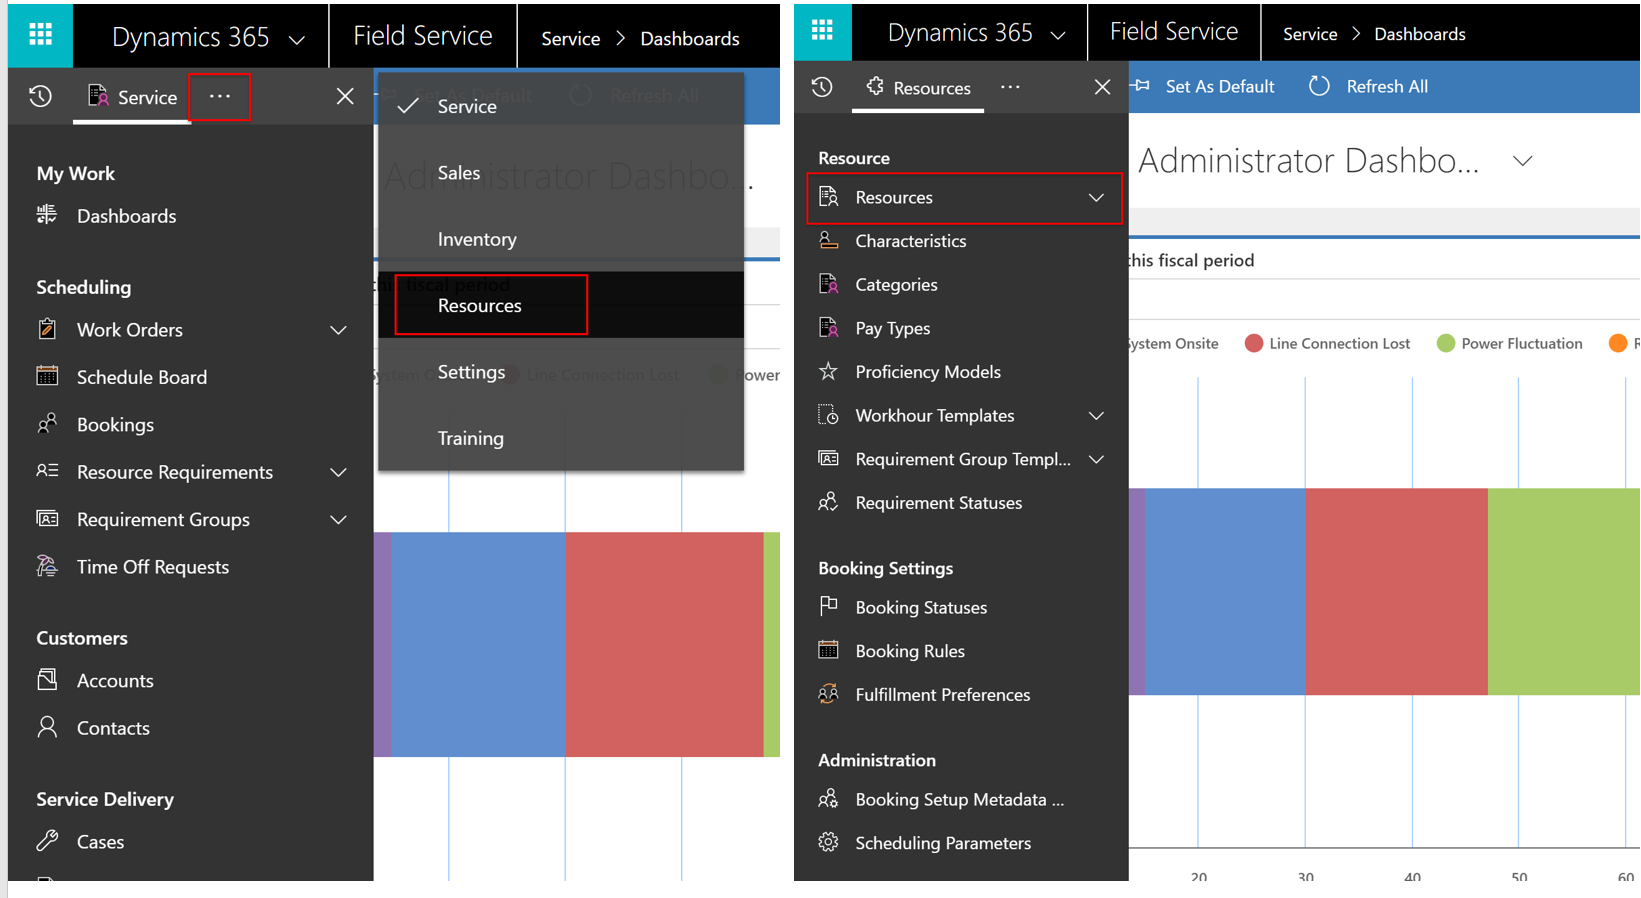 Dynamics 365
Field Service
Service > Dashboards
Service
...
Set As Default
Refresh All
My Work
Dashboards
Scheduling
Work Orders
Schedule Board
Bookings
Resource Requirements
Requirement Groups
Time Off Requests
Customers
Accounts
Contacts
Service Delivery
Cases
Service
Sales
Inventory
Resources
Settings
Training
Administrator Dashbo...
this fiscal period
System On
Line Connection Lost
Power
Dynamics 365
Field Service
Service > Dashboards
Resources
...
Set As Default
Refresh All
Resource
Resources
Characteristics
Categories
Pay Types
Proficiency Models
Workhour Templates
Requirement Group Templ...
Requirement Statuses
Booking Settings
Booking Statuses
Booking Rules
Fulfillment Preferences
Administration
Booking Setup Metadata ...
Scheduling Parameters
Administrator Dashbo...
this fiscal period
System Onsite
Line Connection Lost
Power Fluctuation
20 30 40 50 60